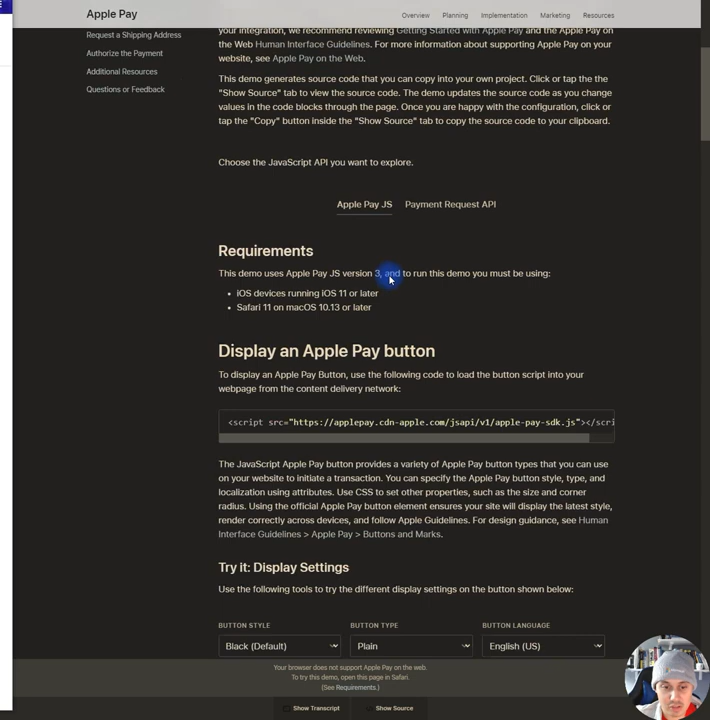 Apple Pay
Overview Planning Implementation Marketing Resources
Request a Shipping Address
Authorize the Payment
Additional Resources
Questions or Feedback
your integration, we recommend reviewing Getting Started with Apple Pay and the Apple Pay on
the Web Human Interface Guidelines. For more information about supporting Apple Pay on your
website, see Apple Pay on the Web.
This demo generates source code that you can copy into your own project. Click or tap the the
"Show Source" tab to view the source code. The demo updates the source code as you change
values in the code blocks through the page. Once you are happy with the configuration, click or
tap the "Copy" button inside the "Show Source" tab to copy the source code to your clipboard.
Choose the JavaScript API you want to explore.
Apple Pay JS Payment Request API
Requirements
This demo uses Apple Pay JS version 3, and to run this demo you must be using:
• iOS devices running iOS 11 or later
• Safari 11 on macOS 10.13 or later
Display an Apple Pay button
To display an Apple Pay Button, use the following code to load the button script into your
webpage from the content delivery network:
<script src="https://applepay.cdn-apple.com/jsapi/v1/apple-pay-sdk.js"></scri
The JavaScript Apple Pay button provides a variety of Apple Pay button types that you can use
on your website to initiate a transaction. You can specify the Apple Pay button style, type, and
localization using attributes. Use CSS to set other properties, such as the size and corner
radius. Using the official Apple Pay button element ensures your site will display the latest style,
render correctly across devices, and follow Apple Guidelines. For design guidance, see Human
Interface Guidelines > Apple Pay > Buttons and Marks.
Try it: Display Settings
Use the following tools to try the different display settings on the button shown below:
BUTTON STYLE BUTTON TYPE BUTTON LANGUAGE
Black (Default) Plain English (US)
Your browser does not support Apple Pay on the web.
To try this demo, open this page in Safari.
(See Requirements.)
Show Transcript Show Source